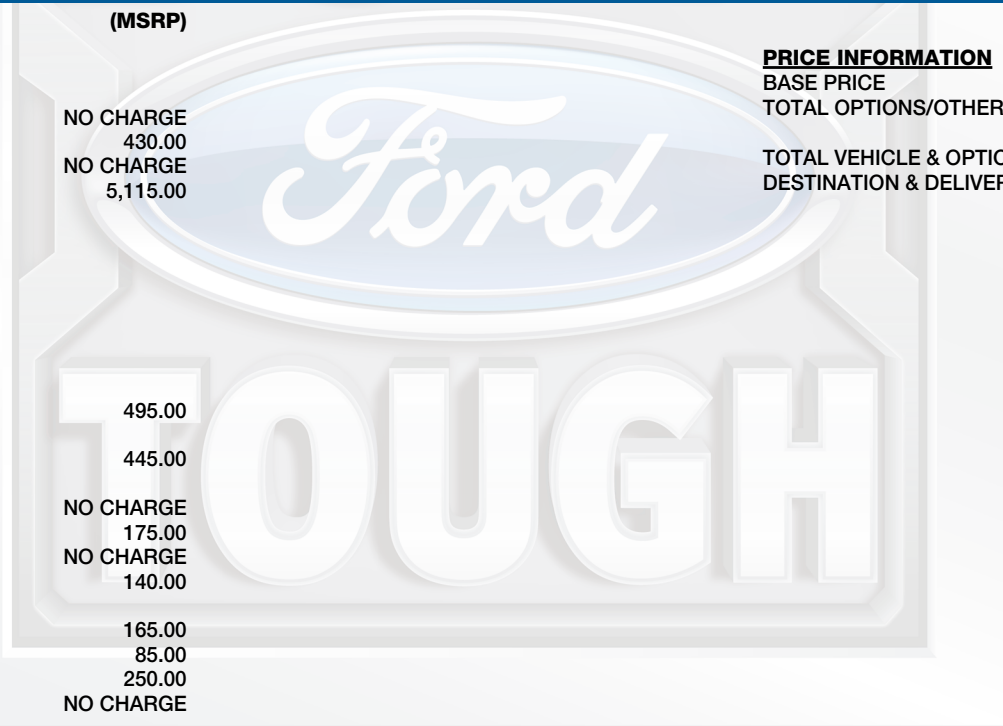 (MSRP)
NO CHARGE
430.00
NO CHARGE
5,115.00
495.00
445.00
NO CHARGE
175.00
NO CHARGE
140.00
165.00
85.00
250.00
NO CHARGE
PRICE INFORMATION
BASE PRICE
TOTAL OPTIONS/OTHER
TOTAL VEHICLE &
DESTINATION &
Ford
TOUGH